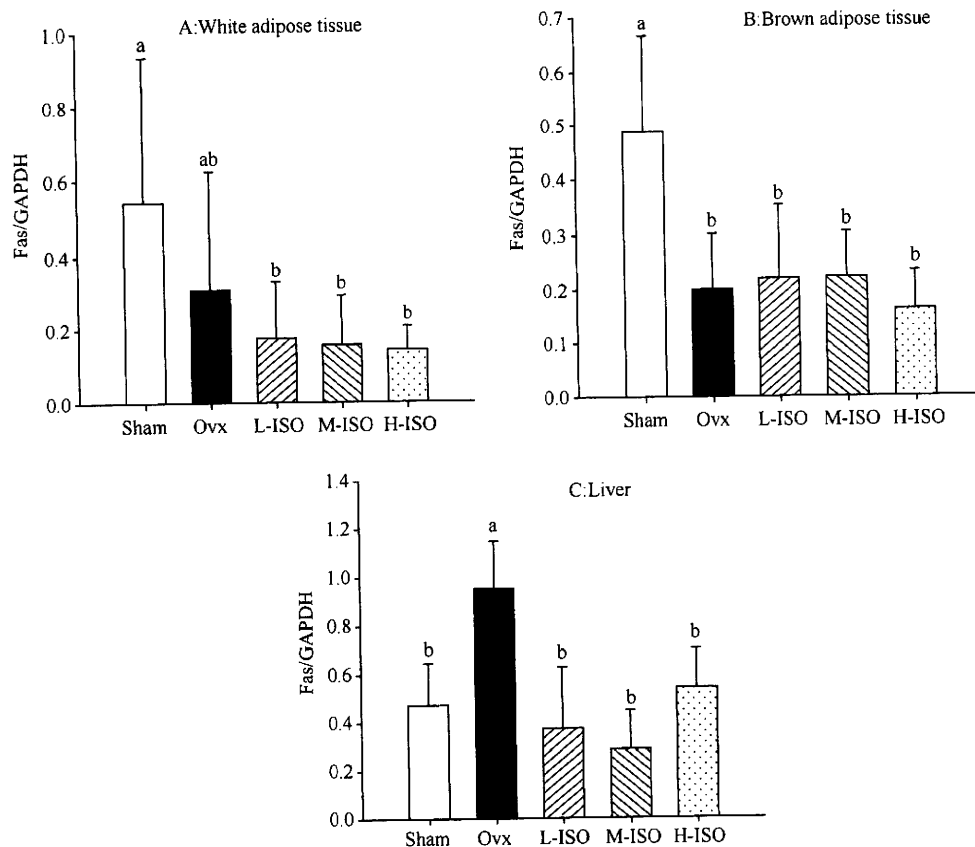 A:White adipose tissue
1.0
0.8
0.6
0.4
0.2
0.0
Fas/GAPDH
a
ab
b
b
b
Sham Ovx L-ISO M-ISO H-ISO
B:Brown adipose tissue
0.7
0.6
0.5
0.4
0.3
0.2
0.1
0.0
Fas/GAPDH
a
b
b
b
b
Sham Ovx L-ISO M-ISO H-ISO
C:Liver
1.4
1.2
1.0
0.8
0.6
0.4
0.2
0.0
Fas/GAPDH
b
a
b
b
b
Sham Ovx L-ISO M-ISO H-ISO